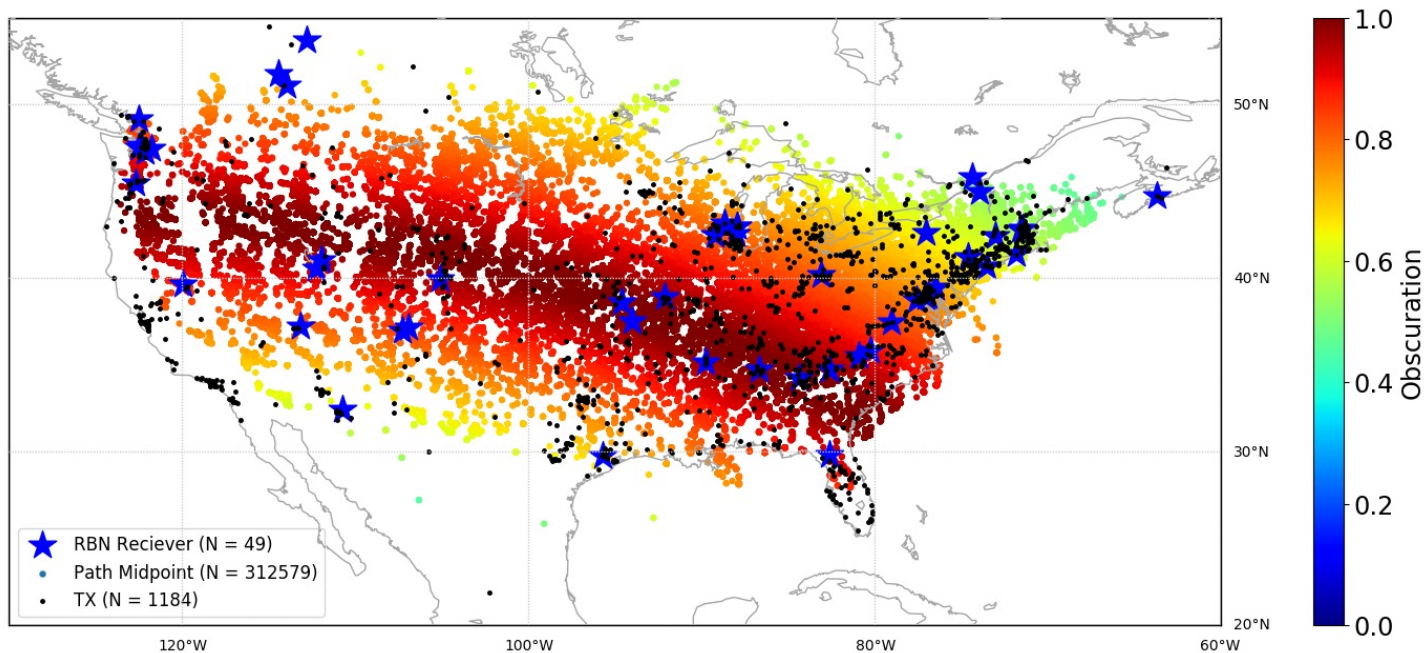 1.0
50°N
0.8
0.6
40°N
Obscuration
0.4
30°N
0.2
RBN Reciever (N = 49)
Path Midpoint (N = 312579)
TX (N = 1184)
20°N
0.0
120°W
100°W
80°W
60°W